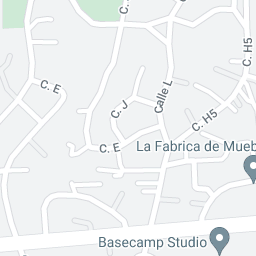 C.
C. H5
C. E
C. J
Calle L
C. H5
C. E
La Fabrica de Mueb
Basecamp Studio